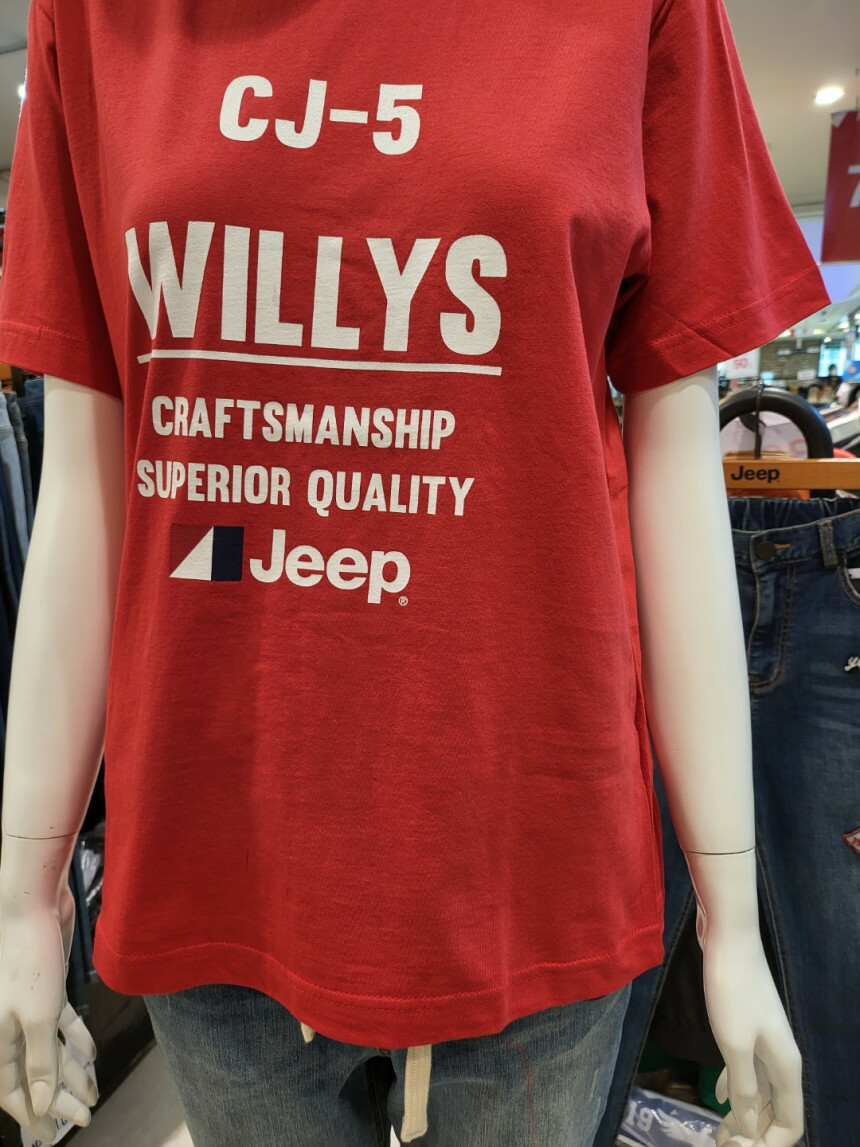 CJ-5
WILLYS
CRAFTSMANSHIP
SUPERIOR QUALITY
Jeep®
Jeep